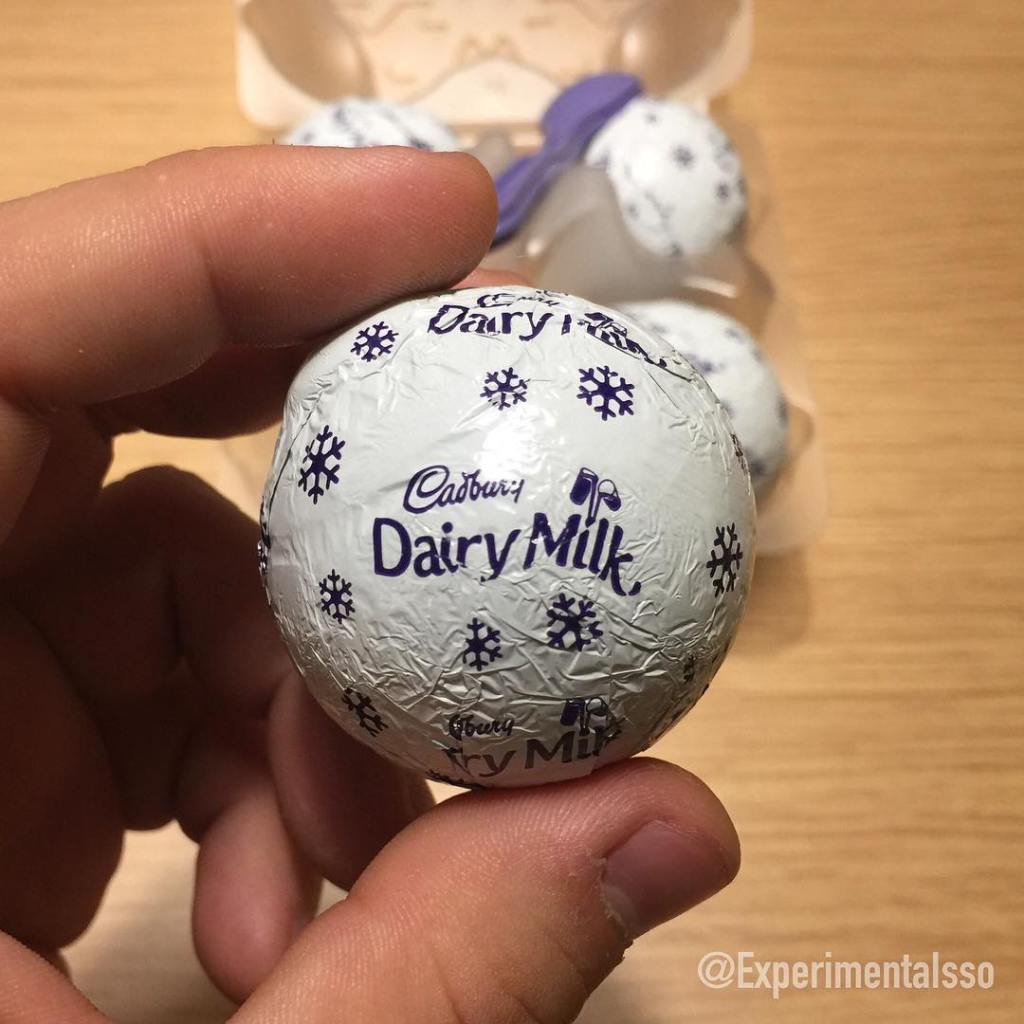 Dairy
Cadbury
Dairy Milk
Milk
@Experimentalsso